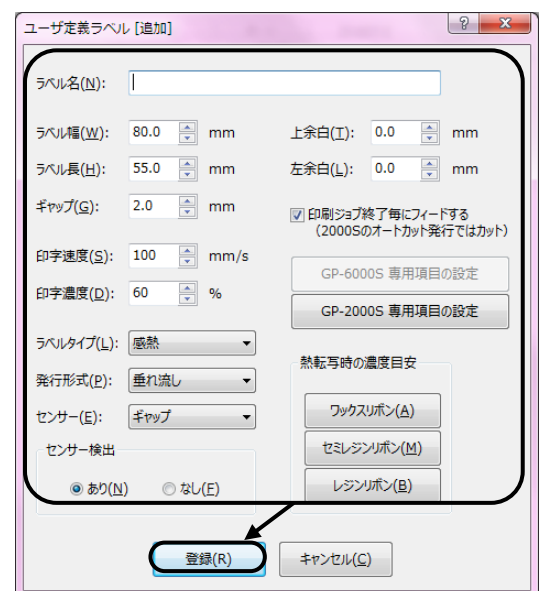 ユーザ定義ラベル [追加]
ラベル名(N):
ラベル幅(W): 80.0 mm 上余白(T): 0.0 mm
ラベル長(H): 55.0 mm 左余白(L): 0.0 mm
ギャップ(G): 2.0 mm
印刷ジョブ終了毎にフィードする
(2000Sのオートカット発行ではカット)
印字速度(S): 100 mm/s
GP-6000S 専用項目の設定
印字濃度(D): 60 %
GP-2000S 専用項目の設定
ラベルタイプ(L): 感熱
熱転写時の濃度目安
発行形式(P): 垂れ流し
ワックスリボン(A)
センサー(E): ギャップ
セミレジンリボン(M)
センサー検出
あり(N) なし(F)
レジンリボン(B)
登録(R) キャンセル(C)